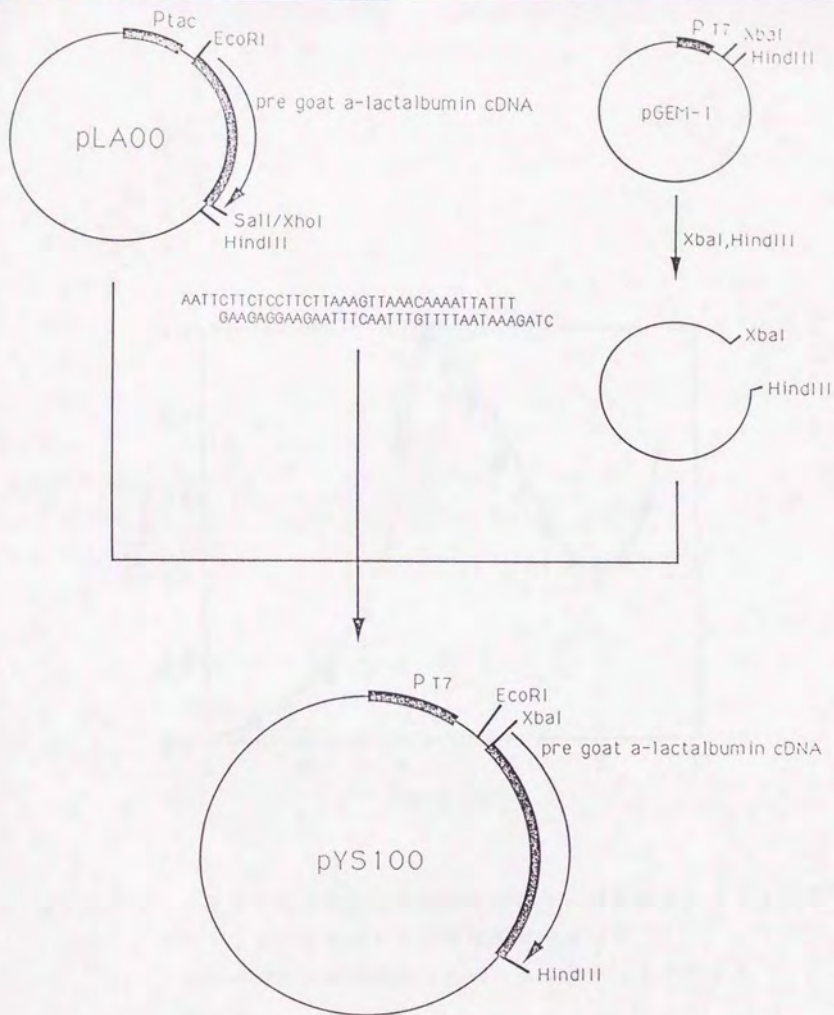 Ptac
EcoRI
pre goat a-lactalbumin cDNA
pLA00
SalI/XhoI
HindIII
P T7
XbaI
HindIII
pGEM-1
XbaI,HindIII
AATTCTTCTCCTTCTTAAAGTTAAACAAAATTATTT
GAAGAGGAAGAATTTCAATTTGTTTTAATAAAGATC
XbaI
HindIII
P T7
EcoRI
XbaI
pre goat a-lactalbumin cDNA
pYS100
HindIII